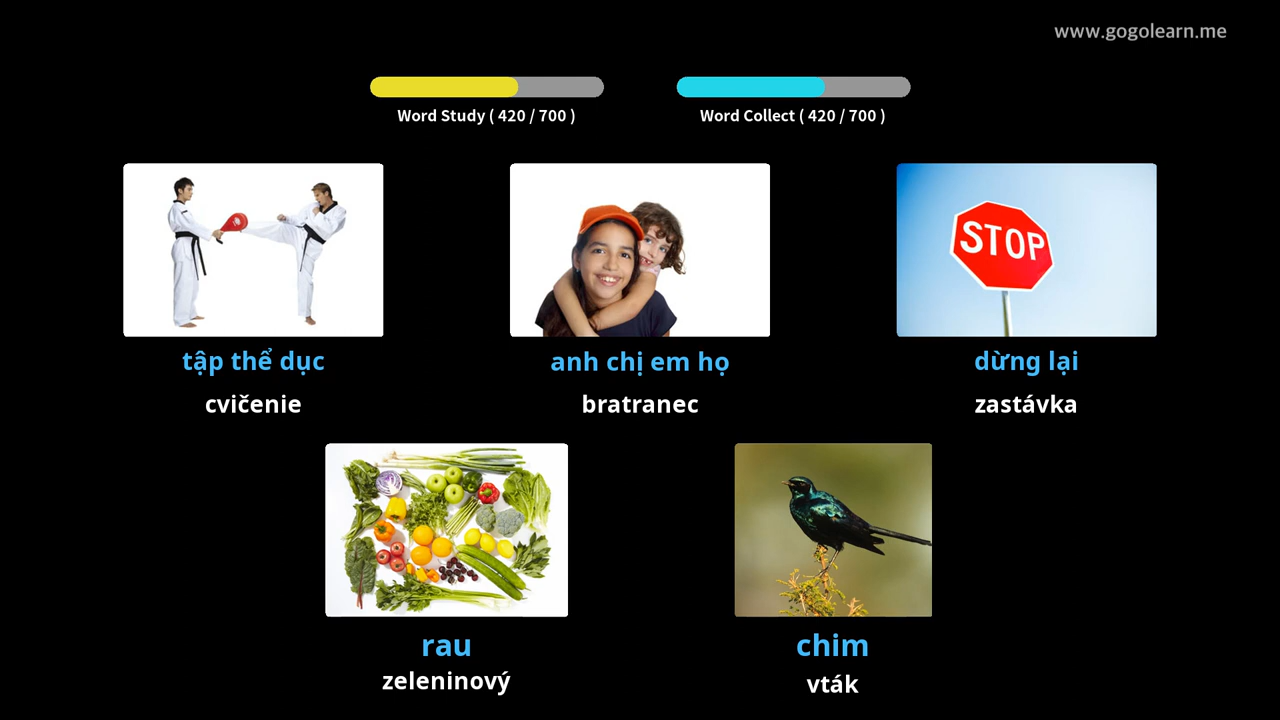 www.gogolearn.me
Word Study ( 420 / 700 )
Word Collect ( 420 / 700 )
STOP
tập thể dục
anh chị em họ
dừng lại
cvičenie
bratranec
zastávka
rau
chim
zeleninový
vták